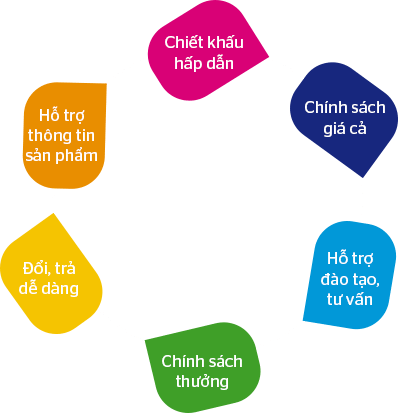 Chiết khấu
hấp dẫn
Chính sách
giá cả
Hỗ trợ
đào tạo,
tư vấn
Chính sách
thưởng
Đổi, trả
dễ dàng
Hỗ trợ
thông tin
sản phẩm